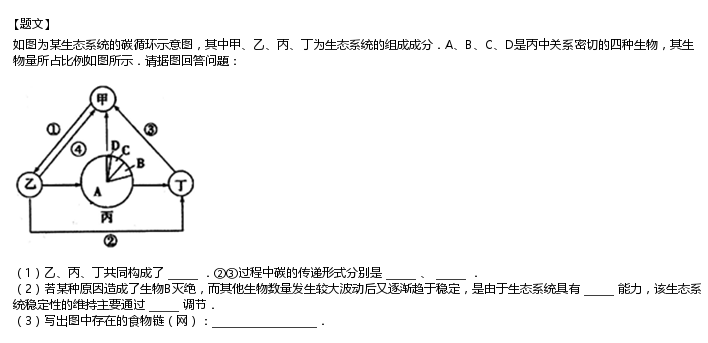 【题文】
如图为某生态系统的碳循环示意图，其中甲、乙、丙、丁为生态系统的组成成分．A、B、C、D是丙中关系密切的四种生物，其生
物量所占比例如图所示．请据图回答问题：
甲
① ③
④
D C
B
乙 A 丁
丙
②
（1）乙、丙、丁共同构成了 _____ ．②③过程中碳的传递形式分别是 _____ 、 _____ ．
（2）若某种原因造成了生物B灭绝，而其他生物数量发生较大波动后又逐渐趋于稳定，是由于生态系统具有 _____ 能力，该生态系
统稳定性的维持主要通过 _____ 调节．
（3）写出图中存在的食物链（网）：__________________．